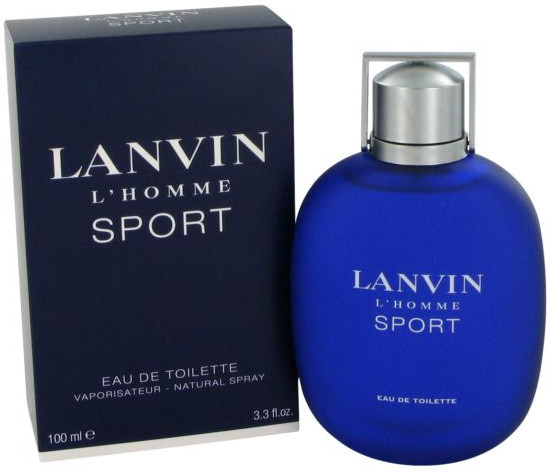 LANVIN
L'HOMME
SPORT
EAU DE TOILETTE
VAPORISATEUR - NATURAL SPRAY
3.3 fl.oz.
100 ml ℮
LANVIN
L'HOMME
SPORT
EAU DE TOILETTE